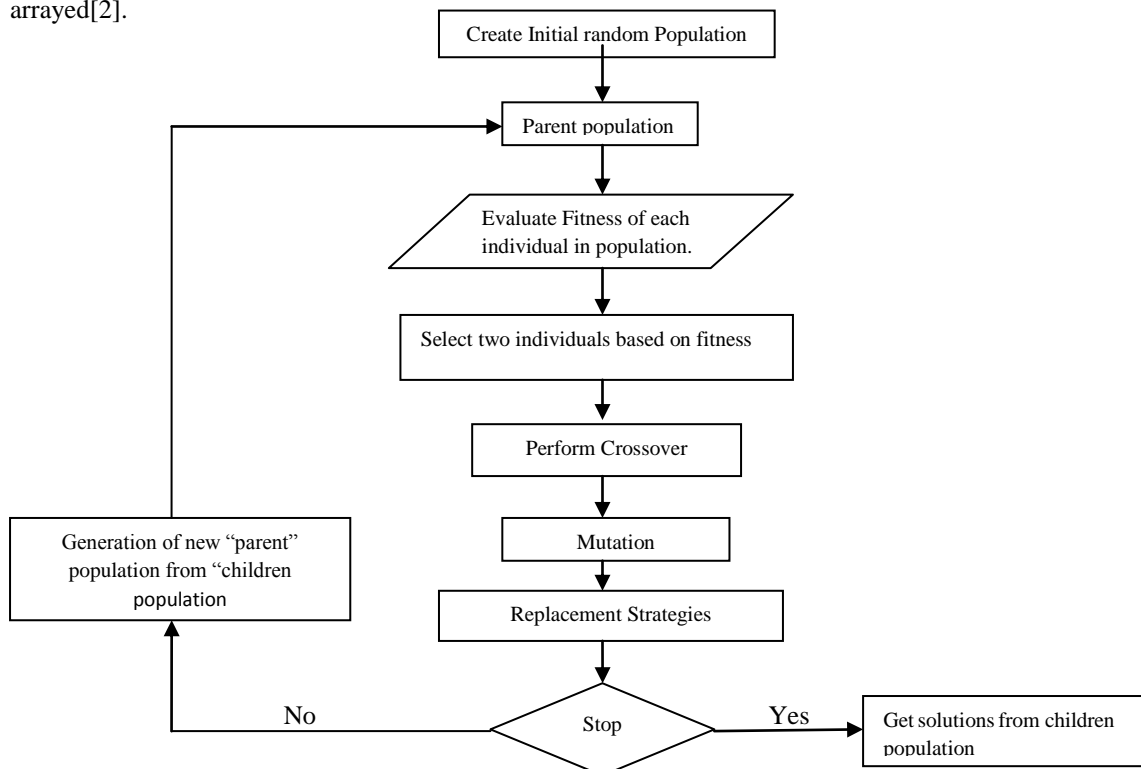 arrayed[2].
Create Initial random Population
Parent population
Evaluate Fitness of each
individual in population.
Select two individuals based on fitness
Perform Crossover
Mutation
Generation of new “parent”
population from “children
population
Replacement Strategies
No
Stop
Yes
Get solutions from children
population